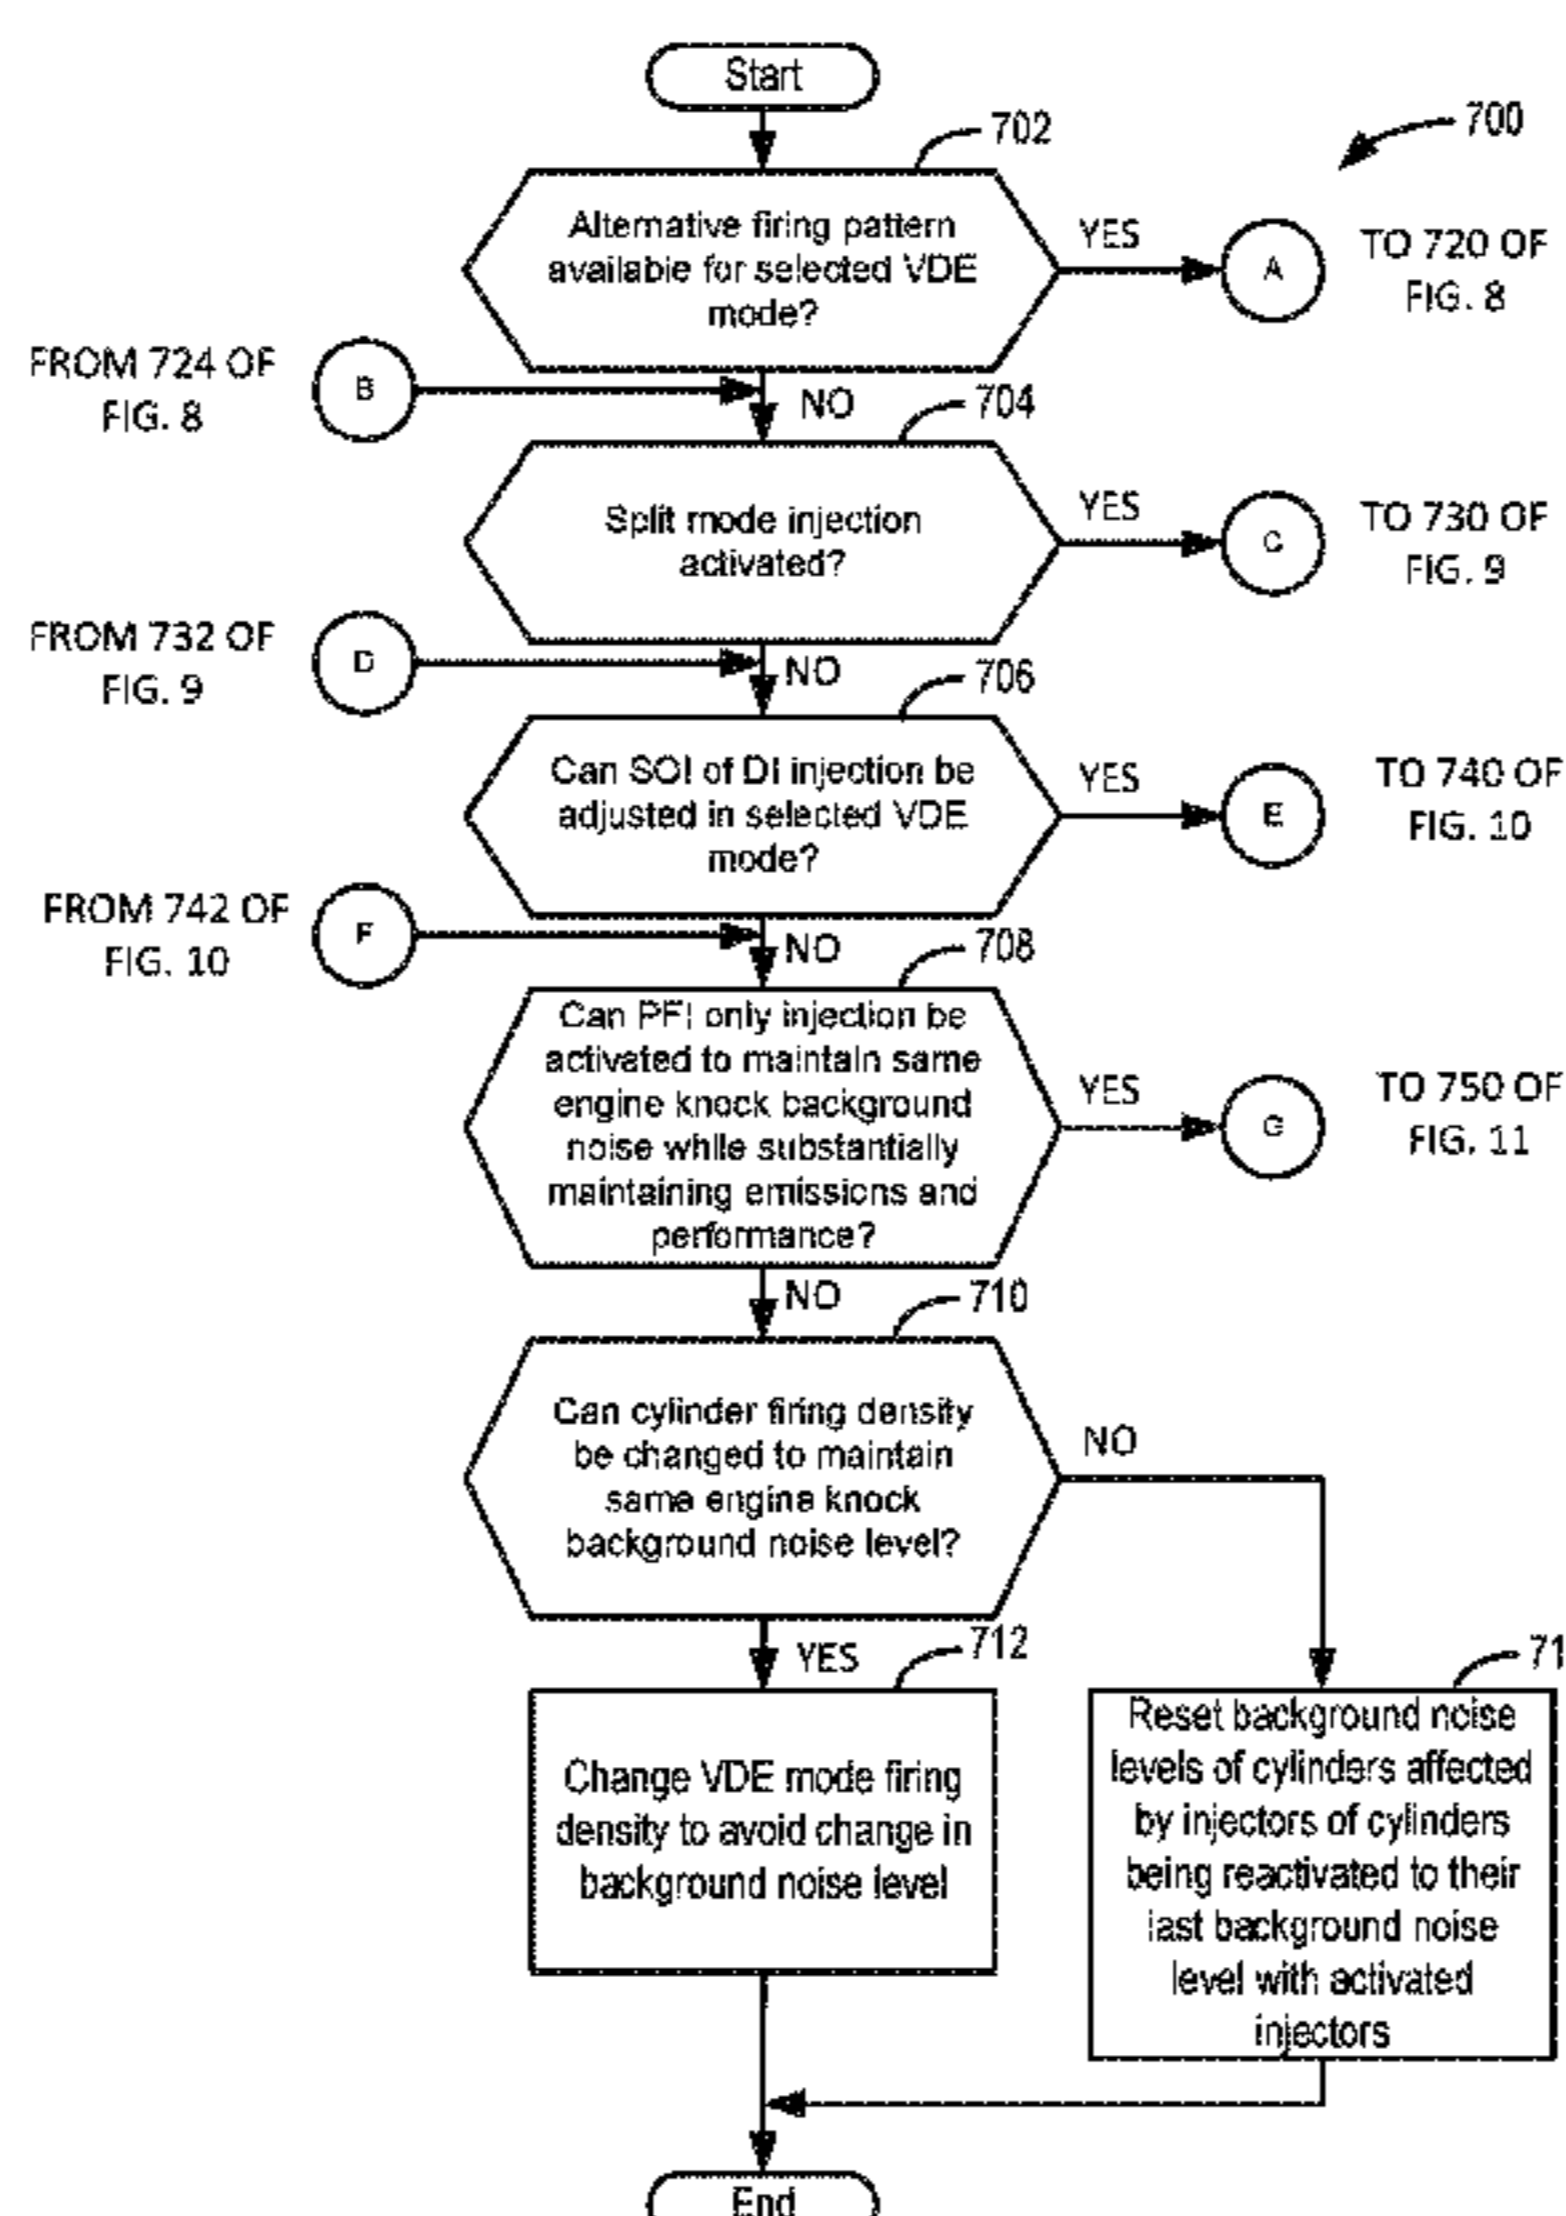 Start
702
700
Alternative firing pattern
available for selected VDE
mode?
YES
A
TO 720 OF
FIG. 8
FROM 724 OF
FIG. 8
B
NO
704
Split mode injection
activated?
YES
C
TO 730 OF
FIG. 9
FROM 732 OF
FIG. 9
D
NO
706
Can SOI of DI injection be
adjusted in selected VDE
mode?
YES
E
TO 740 OF
FIG. 10
FROM 742 OF
FIG. 10
F
NO
708
Can PFI only injection be
activated to maintain same
engine knock background
noise while substantially
maintaining emissions and
performance?
YES
G
TO 750 OF
FIG. 11
NO
710
Can cylinder firing density
be changed to maintain
same engine knock
background noise level?
NO
YES
712
71
Change VDE mode firing
density to avoid change in
background noise level
Reset background noise
levels of cylinders affected
by injectors of cylinders
being reactivated to their
last background noise
level with activated
injectors
End